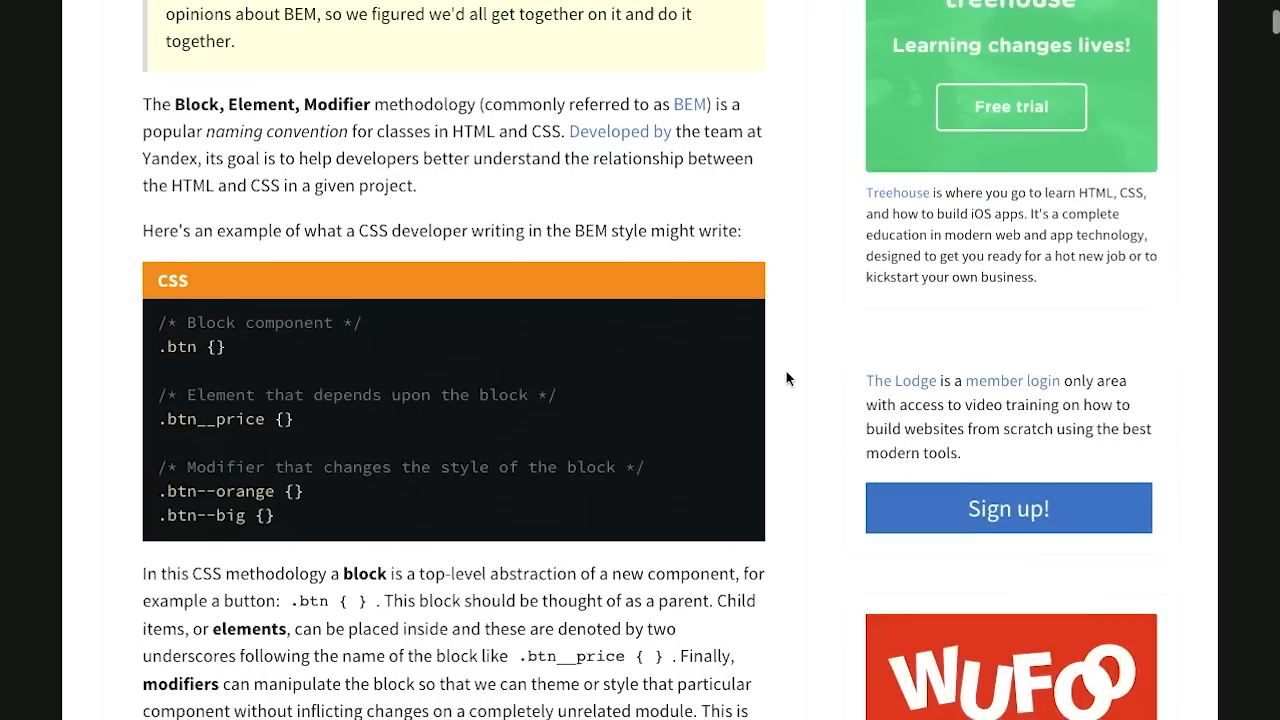 opinions about BEM, so we figured we'd all get together on it and do it
together.
The Block, Element, Modifier methodology (commonly referred to as BEM) is a
popular naming convention for classes in HTML and CSS. Developed by the team at
Yandex, its goal is to help developers better understand the relationship between
the HTML and CSS in a given project.
Here's an example of what a CSS developer writing in the BEM style might write:
CSS
/* Block component */
.btn {}
/* Element that depends upon the block */
.btn__price {}
/* Modifier that changes the style of the block */
.btn--orange {}
.btn--big {}
In this CSS methodology a block is a top-level abstraction of a new component, for
example a button: .btn { } . This block should be thought of as a parent. Child
items, or elements, can be placed inside and these are denoted by two
underscores following the name of the block like .btn__price { } . Finally,
modifiers can manipulate the block so that we can theme or style that particular
component without inflicting changes on a completely unrelated module. This is
treehouse
Learning changes lives!
Free trial
Treehouse is where you go to learn HTML, CSS,
and how to build iOS apps. It's a complete
education in modern web and app technology,
designed to get you ready for a hot new job or to
kickstart your own business.
The Lodge is a member login only area
with access to video training on how to
build websites from scratch using the best
modern tools.
Sign up!
WUFOO